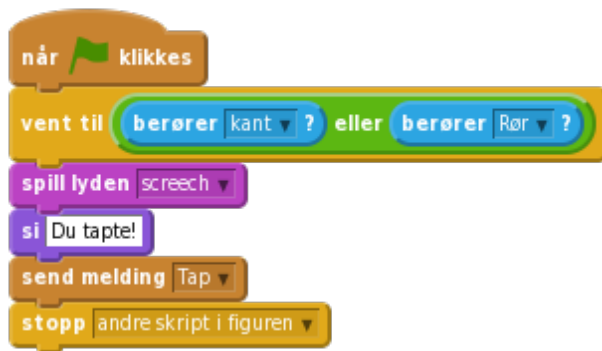 når klikkes
vent til berører kant ? eller berører Rør ?
spill lyden screech
si Du tapte!
send melding Tap
stopp andre skript i figuren